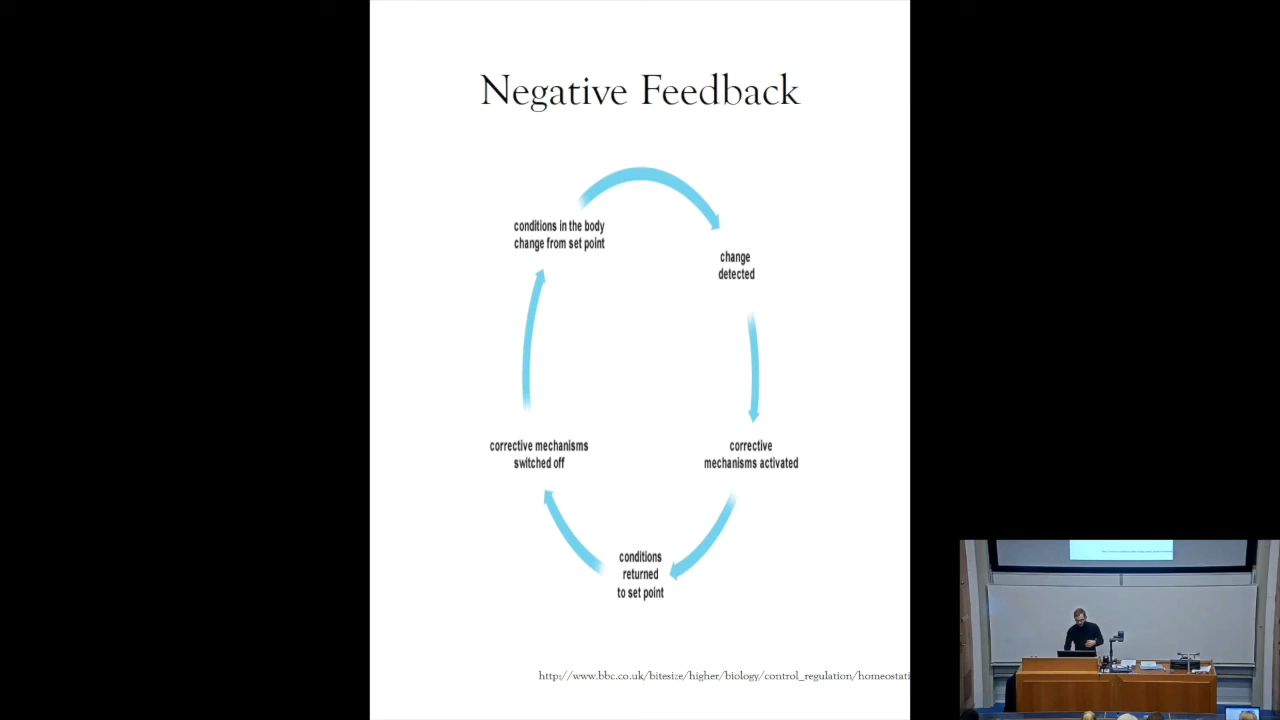 Negative Feedback
conditions in the body
change from set point
change
detected
corrective
mechanisms activated
conditions
returned
to set point
corrective mechanisms
switched off
http://www.bbc.co.uk/bitesize/higher/biology/control_regulation/homeostati